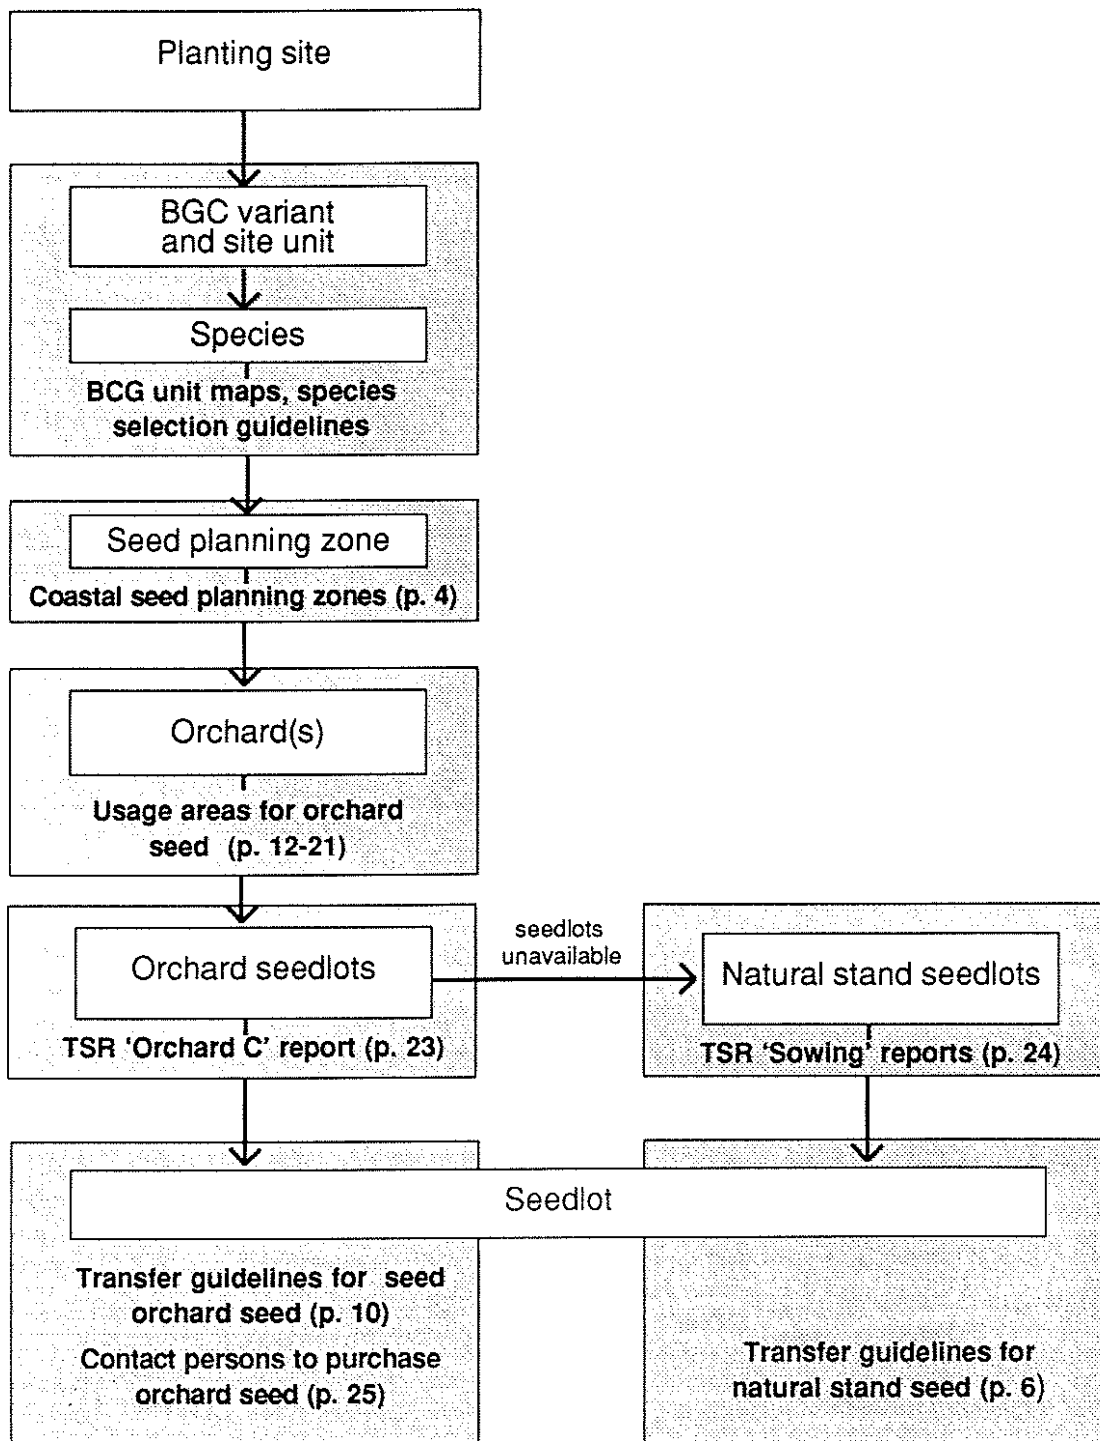 Planting site
BGC variant
and site unit
Species
BCG unit maps, species
selection guidelines
Seed planning zone
Coastal seed planning zones (p. 4)
Orchard(s)
Usage areas for orchard
seed (p. 12-21)
Orchard seedlots
TSR 'Orchard C' report (p. 23)
seedlots
unavailable
Natural stand seedlots
TSR 'Sowing' reports (p. 24)
Seedlot
Transfer guidelines for seed
orchard seed (p. 10)
Contact persons to purchase
orchard seed (p. 25)
Transfer guidelines for
natural stand seed (p. 6)